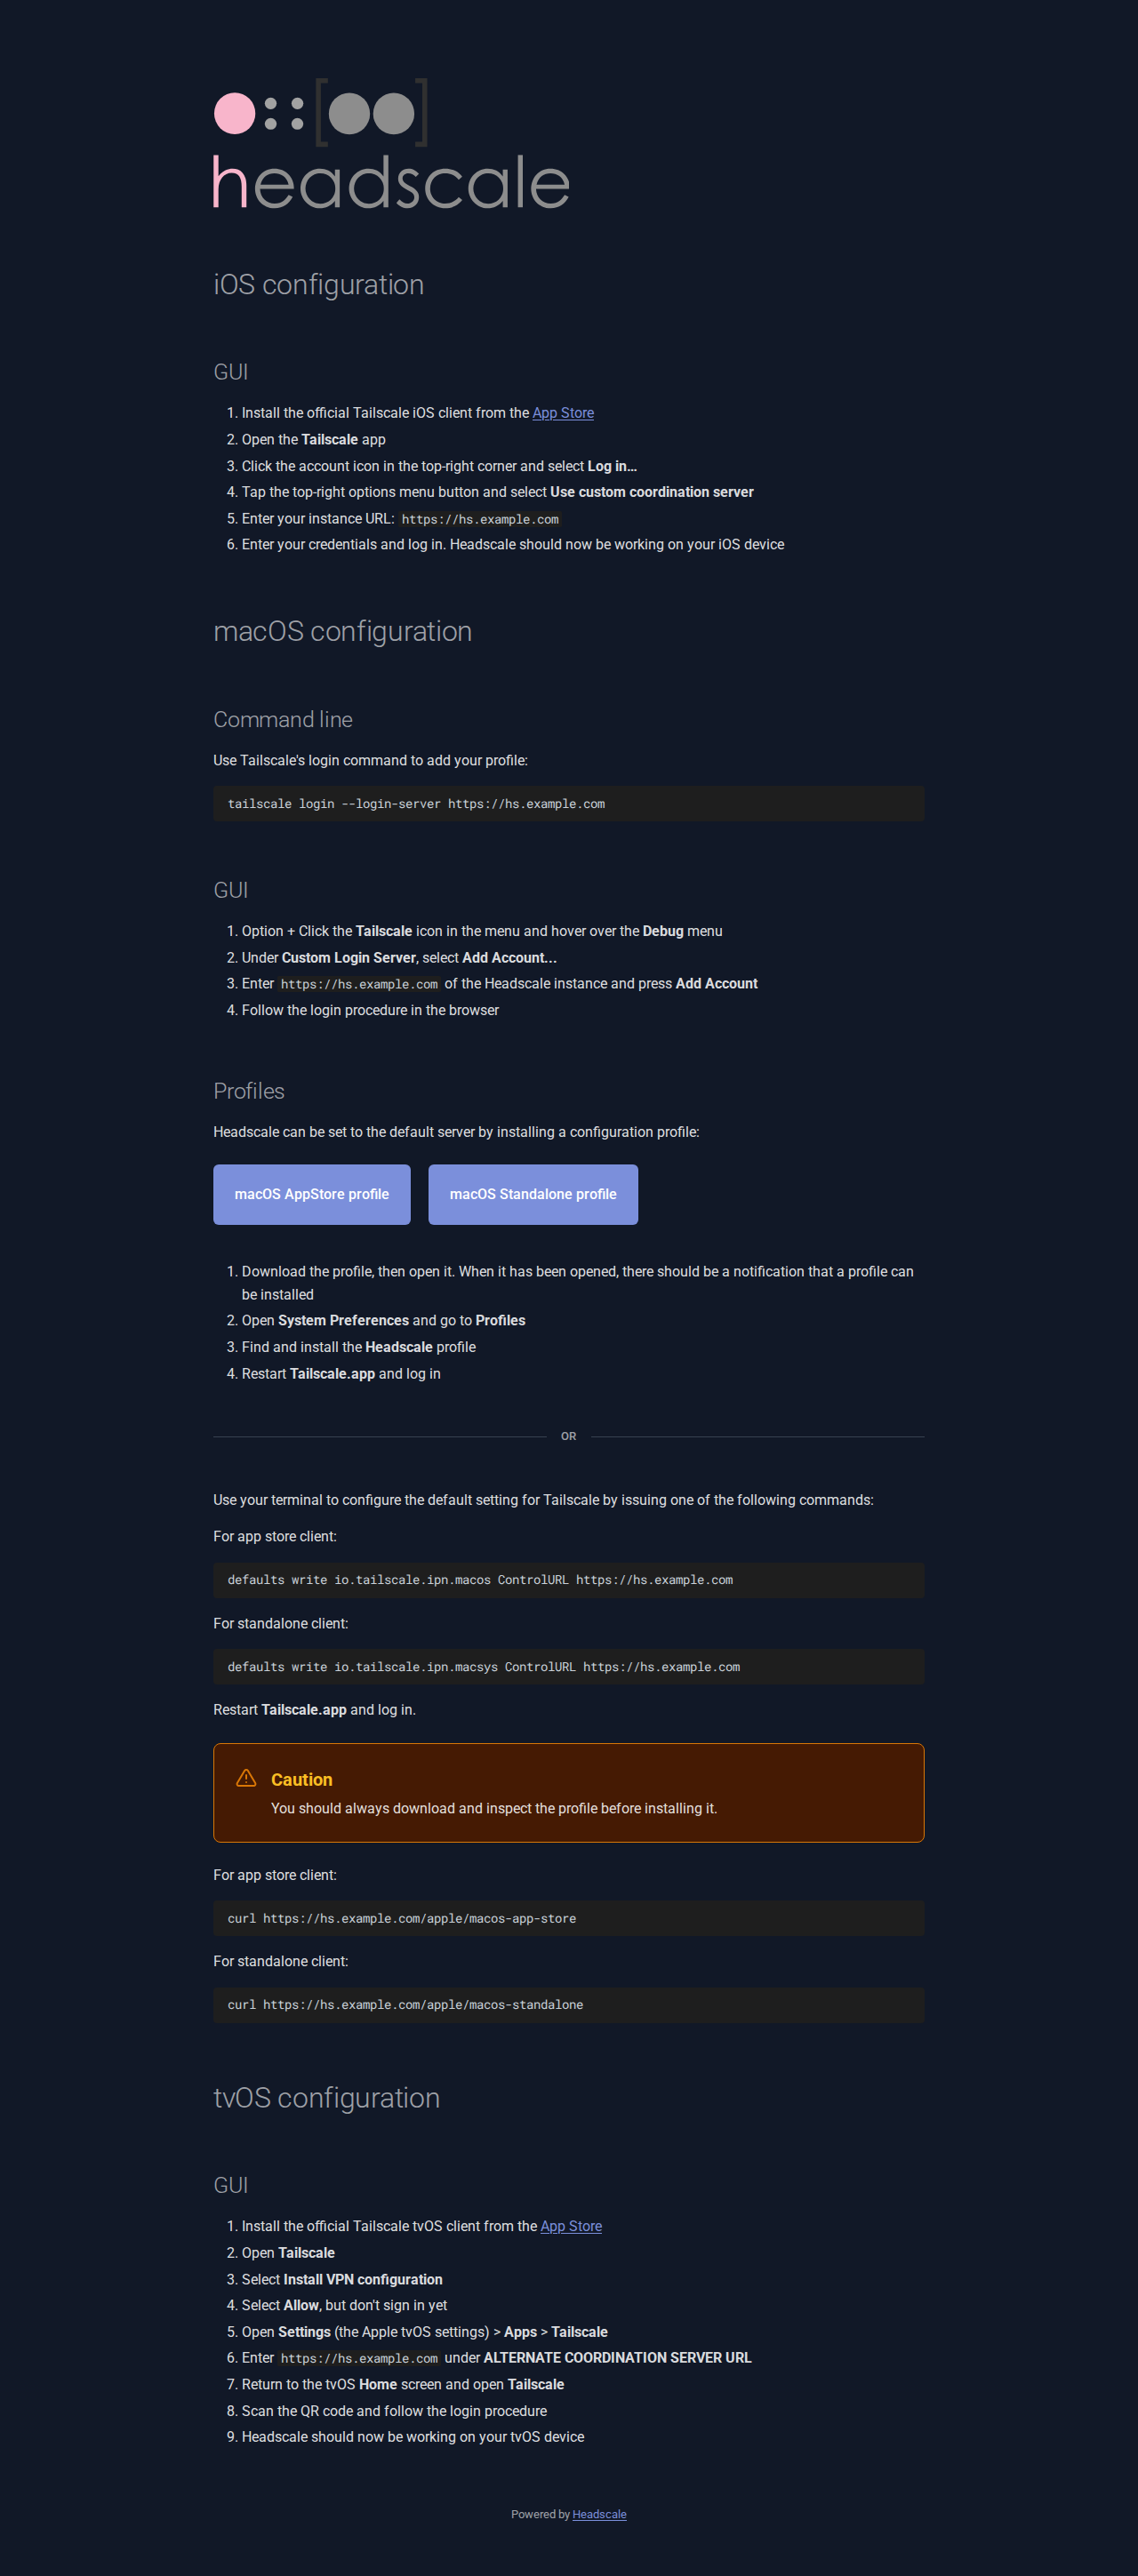 headscale
iOS configuration
GUI
1. Install the official Tailscale iOS client from the App Store
2. Open the Tailscale app
3. Click the account icon in the top-right corner and select Log in…
4. Tap the top-right options menu button and select Use custom coordination server
5. Enter your instance URL: https://hs.example.com
6. Enter your credentials and log in. Headscale should now be working on your iOS device
macOS configuration
Command line
Use Tailscale's login command to add your profile:
tailscale login --login-server https://hs.example.com
GUI
1. Option + Click the Tailscale icon in the menu and hover over the Debug menu
2. Under Custom Login Server, select Add Account...
3. Enter https://hs.example.com of the Headscale instance and press Add Account
4. Follow the login procedure in the browser
Profiles
Headscale can be set to the default server by installing a configuration profile:
macOS AppStore profile macOS Standalone profile
1. Download the profile, then open it. When it has been opened, there should be a notification that a profile can
be installed
2. Open System Preferences and go to Profiles
3. Find and install the Headscale profile
4. Restart Tailscale.app and log in
OR
Use your terminal to configure the default setting for Tailscale by issuing one of the following commands:
For app store client:
defaults write io.tailscale.ipn.macos ControlURL https://hs.example.com
For standalone client:
defaults write io.tailscale.ipn.macsys ControlURL https://hs.example.com
Restart Tailscale.app and log in.
Caution
You should always download and inspect the profile before installing it.
For app store client:
curl https://hs.example.com/apple/macos-app-store
For standalone client:
curl https://hs.example.com/apple/macos-standalone
tvOS configuration
GUI
1. Install the official Tailscale tvOS client from the App Store
2. Open Tailscale
3. Select Install VPN configuration
4. Select Allow, but don't sign in yet
5. Open Settings (the Apple tvOS settings) > Apps > Tailscale
6. Enter https://hs.example.com under ALTERNATE COORDINATION SERVER URL
7. Return to the tvOS Home screen and open Tailscale
8. Scan the QR code and follow the login procedure
9. Headscale should now be working on your tvOS device
Powered by Headscale